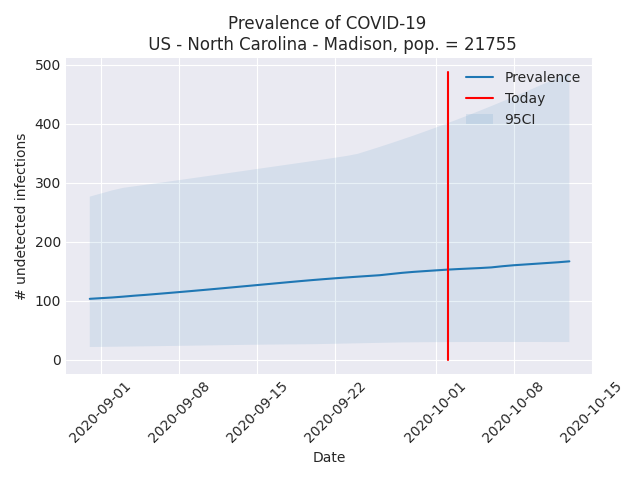 Prevalence of COVID-19
US - North Carolina - Madison, pop. = 21755
500
400
300
200
100
0
# undetected infections
Prevalence
Today
95CI
2020-09-01
2020-09-08
2020-09-15
2020-09-22
2020-10-01
2020-10-08
2020-10-15
Date